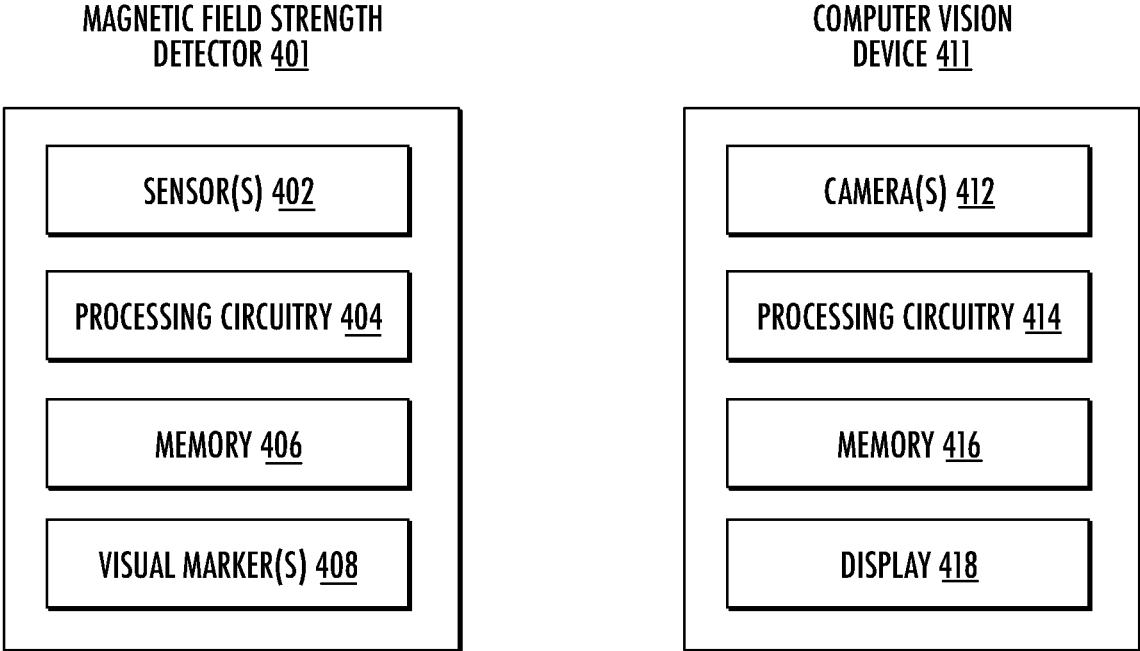 MAGNETIC FIELD STRENGTH
DETECTOR 401
SENSOR(S) 402
PROCESSING CIRCUITRY 404
MEMORY 406
VISUAL MARKER(S) 408
COMPUTER VISION
DEVICE 411
CAMERA(S) 412
PROCESSING CIRCUITRY 414
MEMORY 416
DISPLAY 418